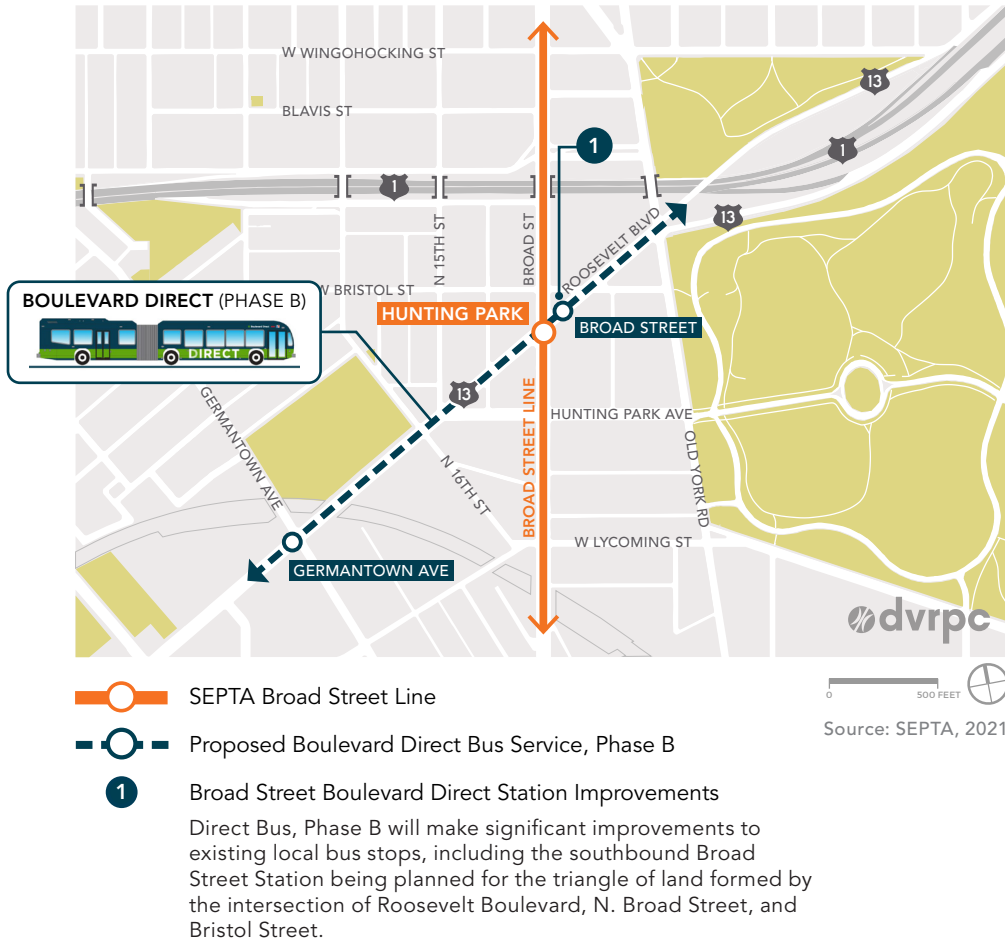 W WINGOHOCKING ST
13
BLAVIS ST
1
1
1
13
N 15TH ST
BROAD ST
ROOSEVELT BLVD
BOULEVARD DIRECT (PHASE B)
DIRECT
W BRISTOL ST
HUNTING PARK
BROAD STREET
13
GERMANTOWN AVE
HUNTING PARK AVE
BROAD STREET LINE
N 16TH ST
OLD YORK RD
W LYCOMING ST
GERMANTOWN AVE
dvrpc
0 500 FEET
Source: SEPTA, 2021
SEPTA Broad Street Line
Proposed Boulevard Direct Bus Service, Phase B
1 Broad Street Boulevard Direct Station Improvements
Direct Bus, Phase B will make significant improvements to
existing local bus stops, including the southbound Broad
Street Station being planned for the triangle of land formed by
the intersection of Roosevelt Boulevard, N. Broad Street, and
Bristol Street.